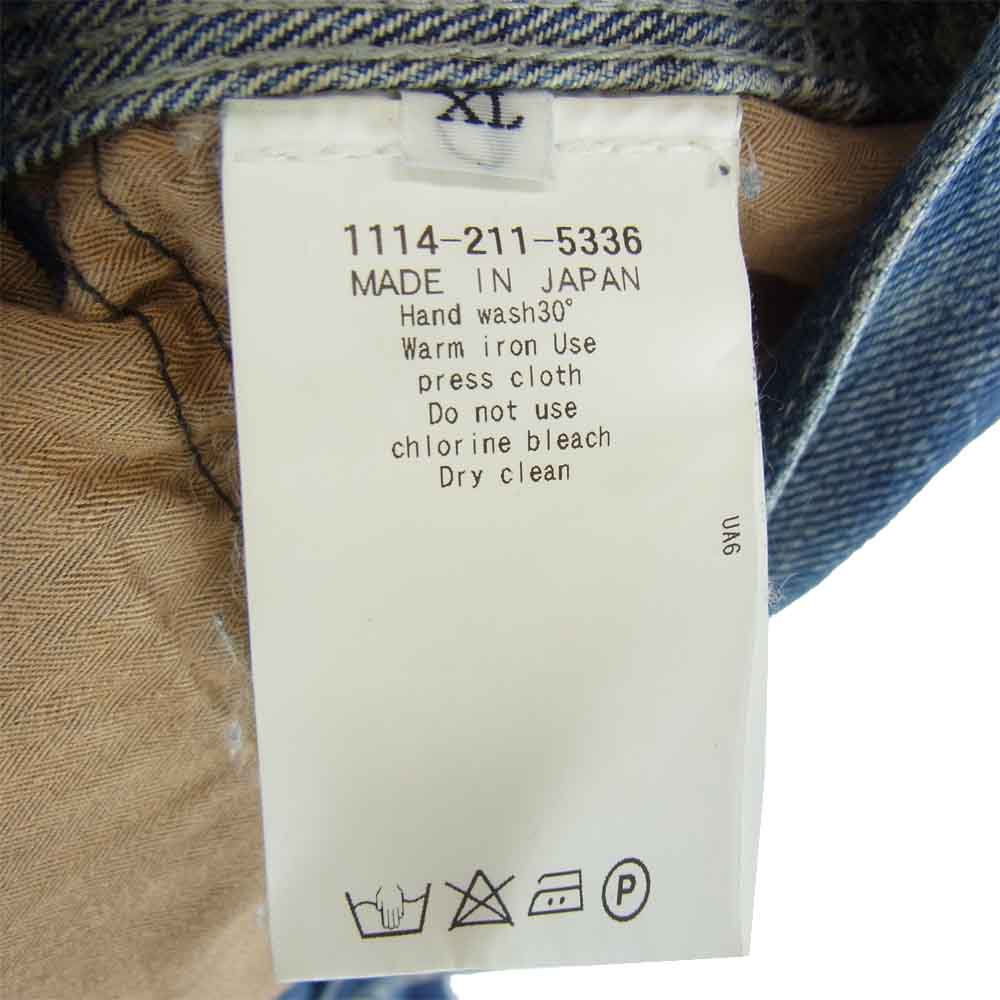 XL
1114-211-5336
MADE IN JAPAN
Hand wash30°
Warm iron Use
press cloth
Do not use
chlorine bleach
Dry clean
UA6
P